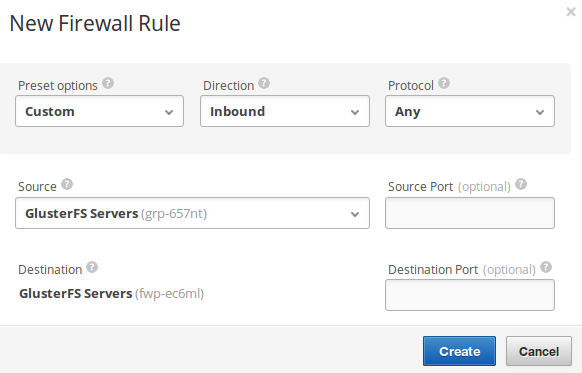 New Firewall Rule
×
Preset options ?
Direction ?
Protocol ?
Custom
Inbound
Any
Source ?
Source Port (optional) ?
GlusterFS Servers (grp-657nt)
Destination ?
Destination Port (optional) ?
GlusterFS Servers (fwp-ec6ml)
Create
Cancel